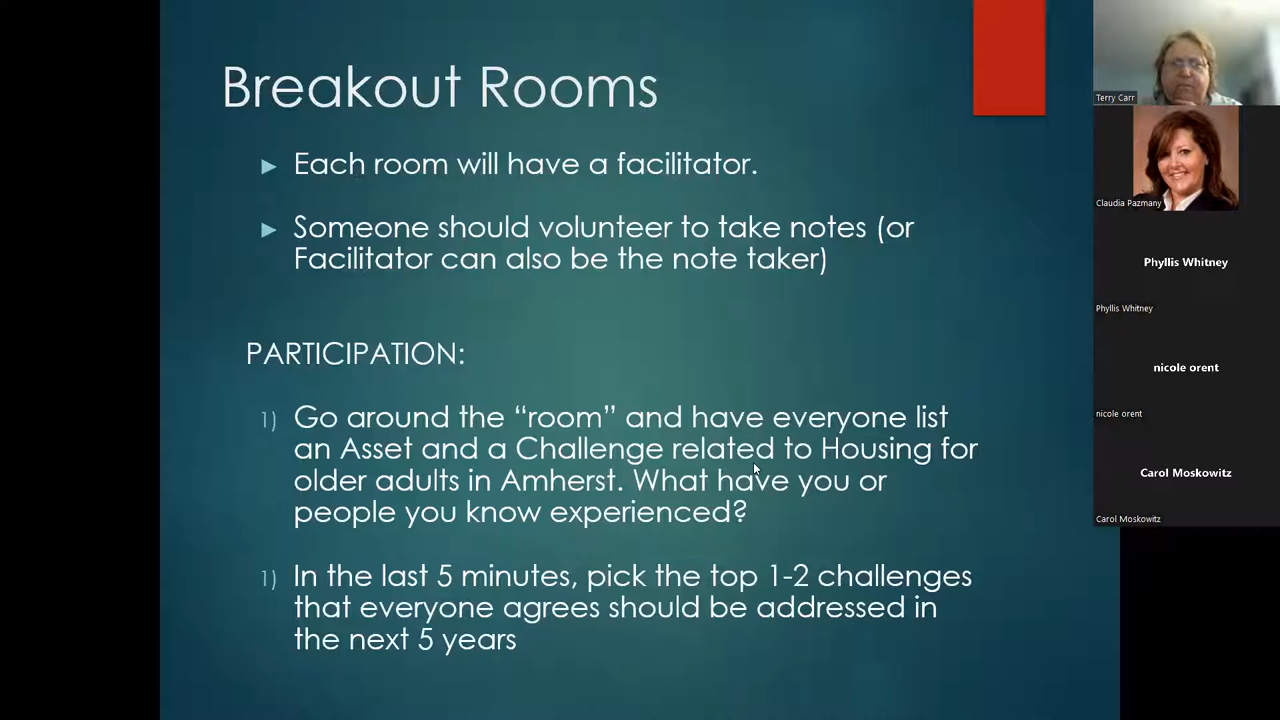 Breakout Rooms
Each room will have a facilitator.
Someone should volunteer to take notes (or
Facilitator can also be the note taker)
PARTICIPATION:
1) Go around the “room” and have everyone list
an Asset and a Challenge related to Housing for
older adults in Amherst. What have you or
people you know experienced?
1) In the last 5 minutes, pick the top 1-2 challenges
that everyone agrees should be addressed in
the next 5 years
Terry Carr
Claudia Pazmany
Phyllis Whitney
Phyllis Whitney
nicole orent
nicole orent
Carol Moskowitz
Carol Moskowitz